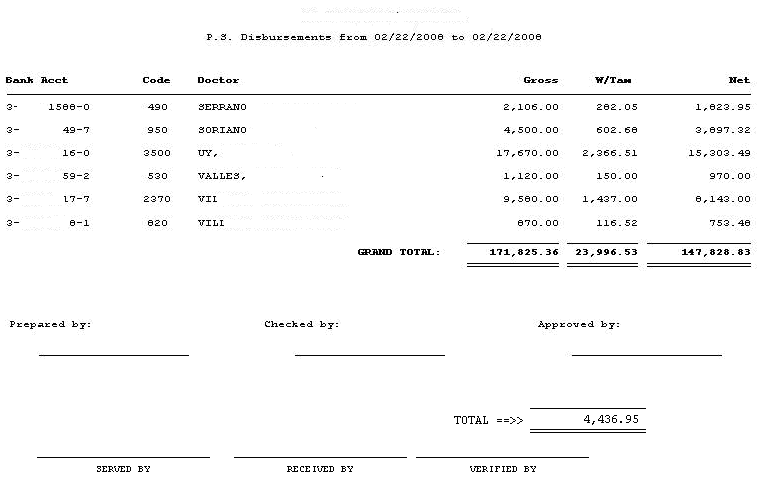 P.S. Disbursements from 02/22/2008 to 02/22/2008
Bank Acct Code Doctor Gross W/Tax Net
3- 1588-0 490 SERRANO 2,106.00 282.05 1,823.95
3- 49-7 950 SORIANO 4,500.00 602.68 3,897.32
3- 16-0 3500 UY, 17,670.00 2,366.51 15,303.49
3- 59-2 530 VALLES, 1,120.00 150.00 970.00
3- 17-7 2370 VII 9,580.00 1,437.00 8,143.00
3- 8-1 820 VILI 870.00 116.52 753.48
GRAND TOTAL: 171,825.36 23,996.53 147,828.83
Prepared by: Checked by: Approved by:
TOTAL ==>> 4,436.95
SERVED BY RECEIVED BY VERIFIED BY